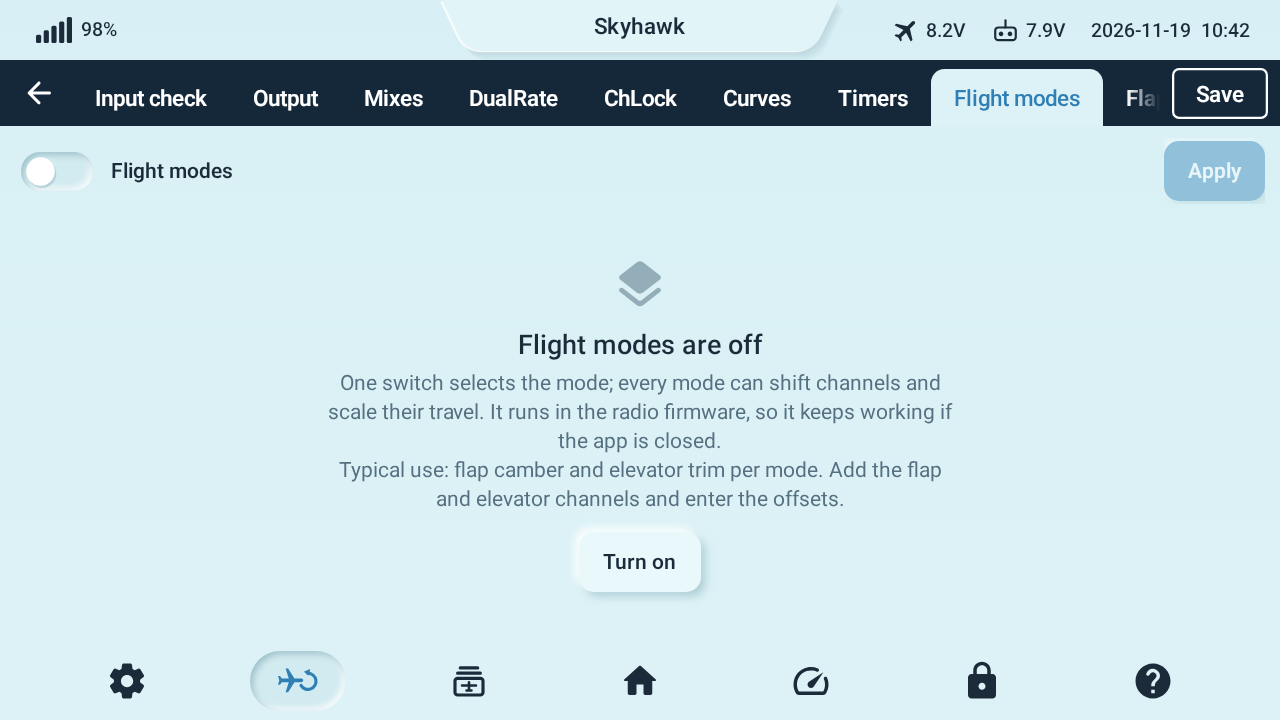 98%
Skyhawk
8.2V
7.9V
2026-11-19 10:42
Input check
Output
Mixes
DualRate
ChLock
Curves
Timers
Flight modes
Save
Flight modes
Apply
Flight modes are off
One switch selects the mode; every mode can shift channels and
scale their travel. It runs in the radio firmware, so it keeps working if
the app is closed.
Typical use: flap camber and elevator trim per mode. Add the flap
and elevator channels and enter the offsets.
Turn on